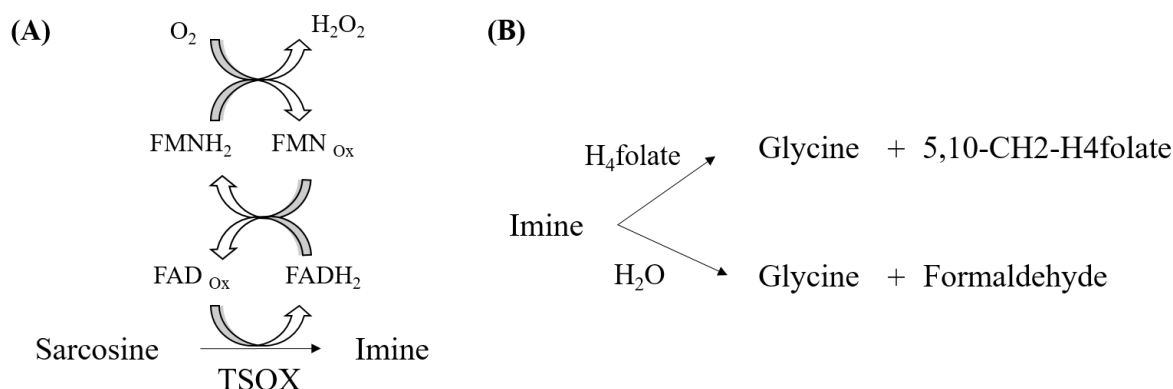 (A)
O₂ H₂O₂
FMNH₂ FMN Ox
FAD Ox FADH₂
Sarcosine Imine
TSOX
(B)
H₄folate
Glycine + 5,10-CH2-H4folate
Imine
H₂O
Glycine + Formaldehyde